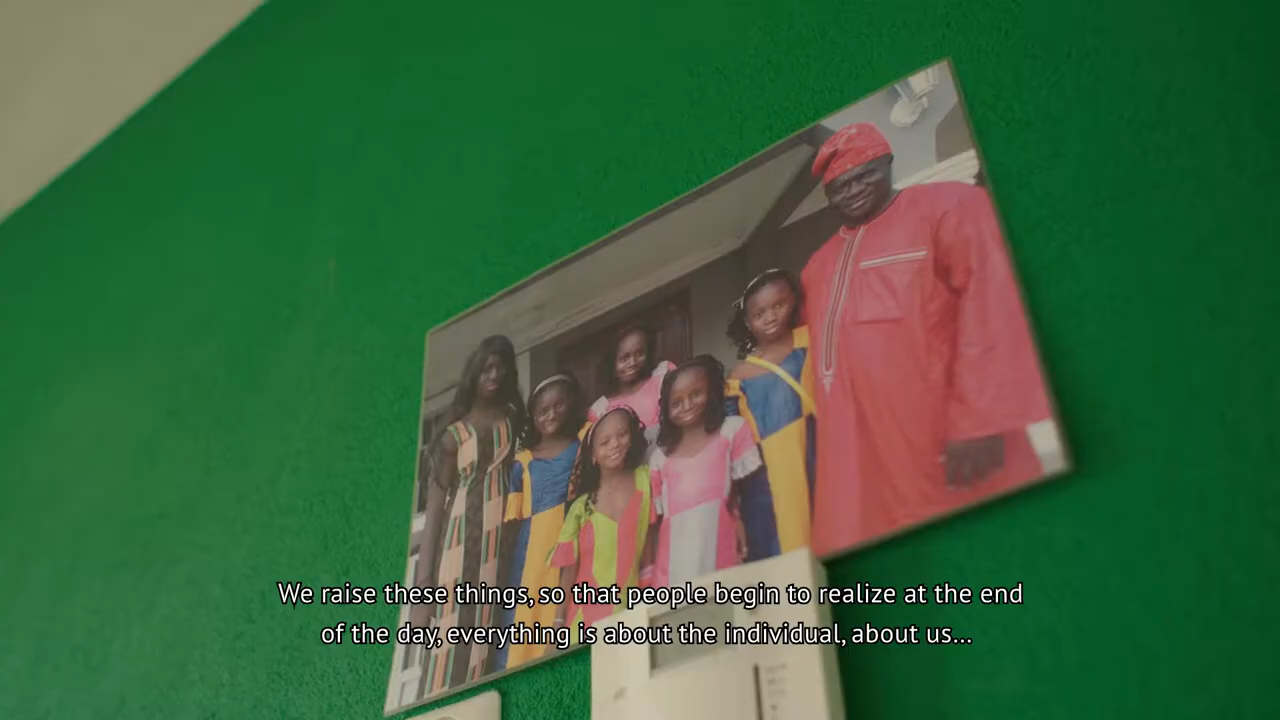 We raise these things, so that people begin to realize at the end
of the day, everything is about the individual, about us...